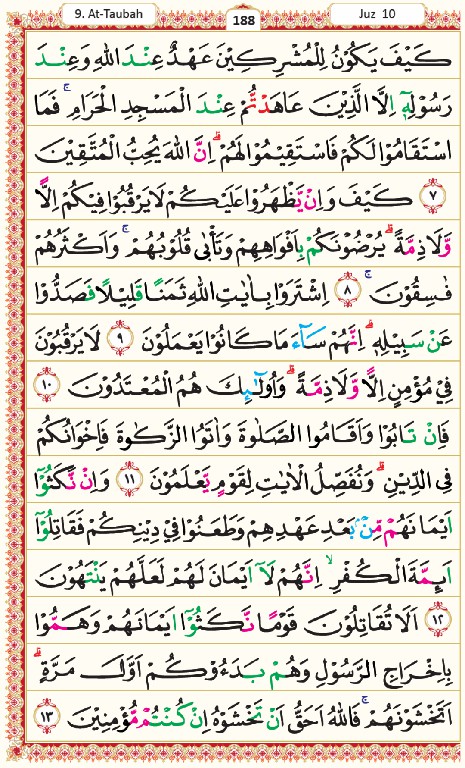 9. At-Taubah
188
Juz 10
كَيْفَ يَكُوْنُ لِلْمُشْرِكِيْنَ عَهْدٌ عِنْدَ اللّٰهِ وَعِنْدَ
رَسُوْلِهٖٓ اِلَّا الَّذِيْنَ عَاهَدْتُّمْ عِنْدَ الْمَسْجِدِ الْحَرَامِ ۚ فَمَا
اسْتَقَامُوْا لَكُمْ فَاسْتَقِيْمُوْا لَهُمْ ۗ اِنَّ اللّٰهَ يُحِبُّ الْمُتَّقِيْنَ
٧ كَيْفَ وَاِنْ يَّظْهَرُوْا عَلَيْكُمْ لَا يَرْقُبُوْا فِيْكُمْ اِلًّا
وَّلَا ذِمَّةً ۗ يُرْضُوْنَكُمْ بِاَفْوَاهِهِمْ وَتَأْبٰى قُلُوْبُهُمْ ۚ وَاَكْثَرُهُمْ
فٰسِقُوْنَ ۚ ٨ اِشْتَرَوْا بِاٰيٰتِ اللّٰهِ ثَمَنًا قَلِيْلًا فَصَدُّوْا
عَنْ سَبِيْلِهٖ ۗ اِنَّهُمْ سَاۤءَ مَا كَانُوْا يَعْمَلُوْنَ ٩ لَا يَرْقُبُوْنَ
فِيْ مُؤْمِنٍ اِلًّا وَّلَا ذِمَّةً ۗ وَاُولٰۤىِٕكَ هُمُ الْمُعْتَدُوْنَ ١٠
فَاِنْ تَابُوْا وَاَقَامُوا الصَّلٰوةَ وَاٰتَوُا الزَّكٰوةَ فَاِخْوَانُكُمْ
فِى الدِّيْنِ ۗ وَنُفَصِّلُ الْاٰيٰتِ لِقَوْمٍ يَّعْلَمُوْنَ ١١ وَاِنْ نَّكَثُوْٓا
اَيْمَانَهُمْ مِّنْۢ بَعْدِ عَهْدِهِمْ وَطَعَنُوْا فِيْ دِيْنِكُمْ فَقَاتِلُوْٓا
اَىِٕمَّةَ الْكُفْرِ ۙ اِنَّهُمْ لَآ اَيْمَانَ لَهُمْ لَعَلَّهُمْ يَنْتَهُوْنَ
١٢ اَلَا تُقَاتِلُوْنَ قَوْمًا نَّكَثُوْٓا اَيْمَانَهُمْ وَهَمُّوْا
بِاِخْرَاجِ الرَّسُوْلِ وَهُمْ بَدَءُوْكُمْ اَوَّلَ مَرَّةٍ ۗ
اَتَخْشَوْنَهُمْ ۚ فَاللّٰهُ اَحَقُّ اَنْ تَخْشَوْهُ اِنْ كُنْتُمْ مُّؤْمِنِيْنَ ١٣